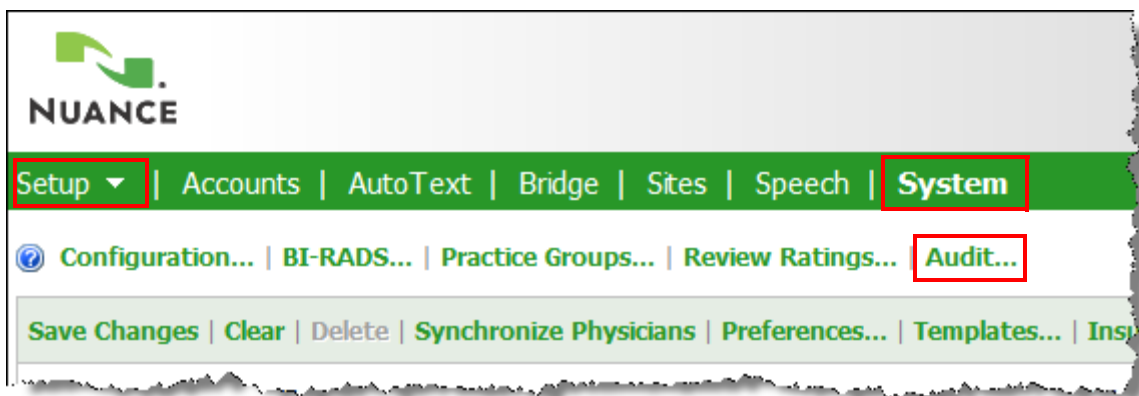 NUANCE
Setup | Accounts | AutoText | Bridge | Sites | Speech | System
Configuration... | BI-RADS... | Practice Groups... | Review Ratings... | Audit...
Save Changes | Clear | Delete | Synchronize Physicians | Preferences... | Templates... |